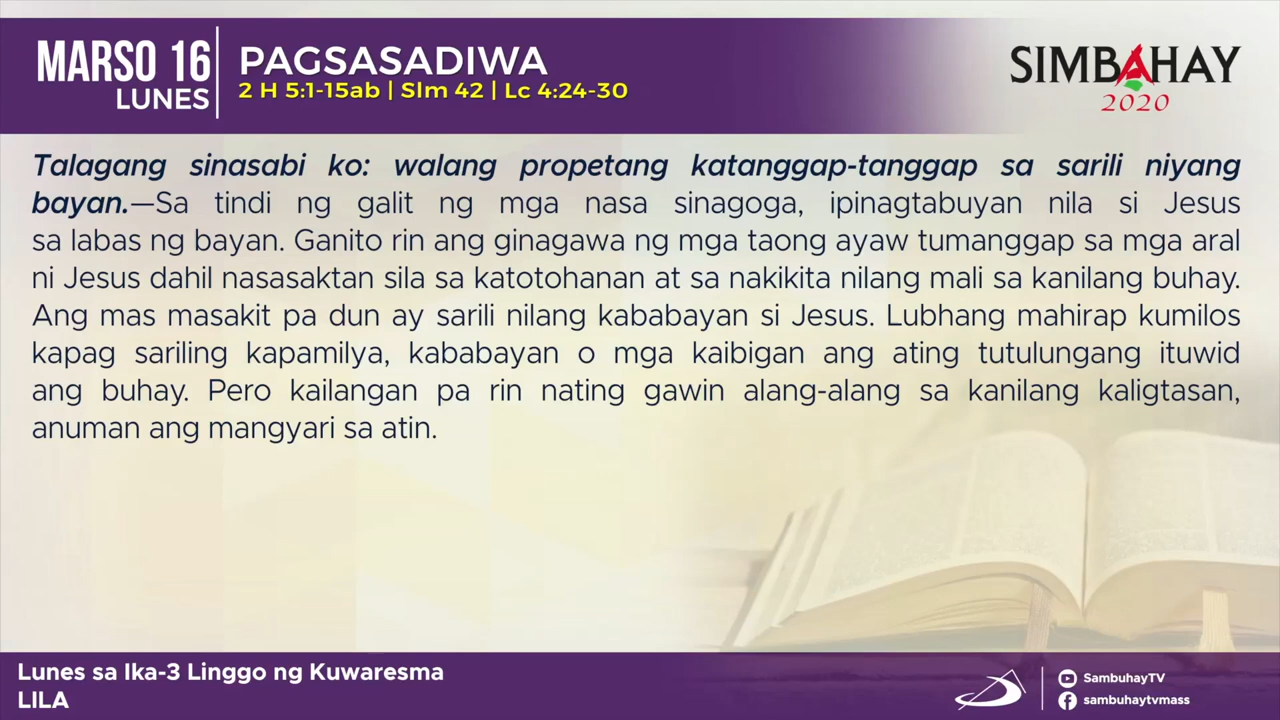 MARSO 16
LUNES
PAGSASADIWA
2 H 5:1-15ab | Slm 42 | Lc 4:24-30
SIMBAHAY
2020
Talagang sinasabi ko: walang propetang katanggap-tanggap sa sarili niyang
bayan.—Sa tindi ng galit ng mga nasa sinagoga, ipinagtabuyan nila si Jesus
sa labas ng bayan. Ganito rin ang ginagawa ng mga taong ayaw tumanggap sa mga aral
ni Jesus dahil nasasaktan sila sa katotohanan at sa nakikita nilang mali sa kanilang buhay.
Ang mas masakit pa dun ay sarili nilang kababayan si Jesus. Lubhang mahirap kumilos
kapag sariling kapamilya, kababayan o mga kaibigan ang ating tutulungang ituwid
ang buhay. Pero kailangan pa rin nating gawin alang-alang sa kanilang kaligtasan,
anuman ang mangyari sa atin.
Lunes sa Ika-3 Linggo ng Kuwaresma
LILA
SambuhayTV
sambuhaytvmass